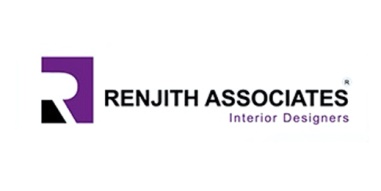 R
RENJITH ASSOCIATES®
Interior Designers